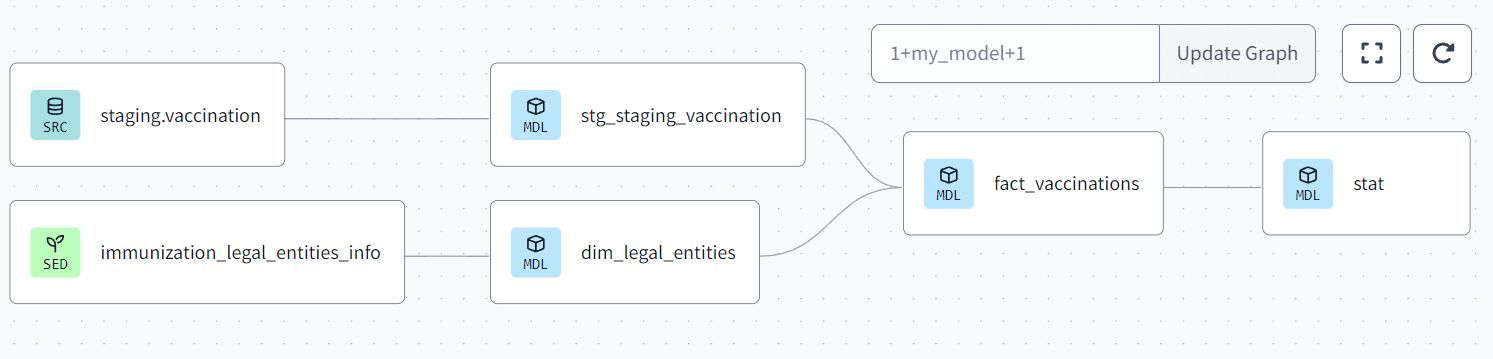 1+my_model+1
Update Graph
SRC
staging.vaccination
MDL
stg_staging_vaccination
SED
immunization_legal_entities_info
MDL
dim_legal_entities
MDL
fact_vaccinations
MDL
stat